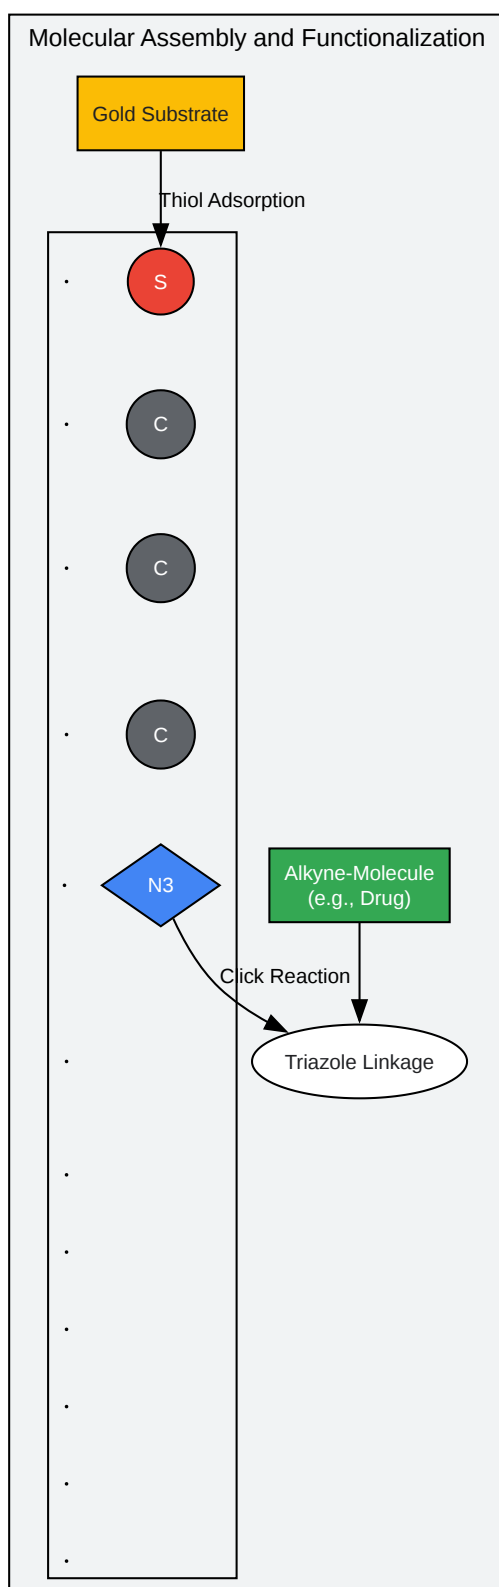 Molecular Assembly and Functionalization
Gold Substrate
Thiol Adsorption
S
C
C
C
N3
Alkyne-Molecule
(e.g., Drug)
Click Reaction
Triazole Linkage